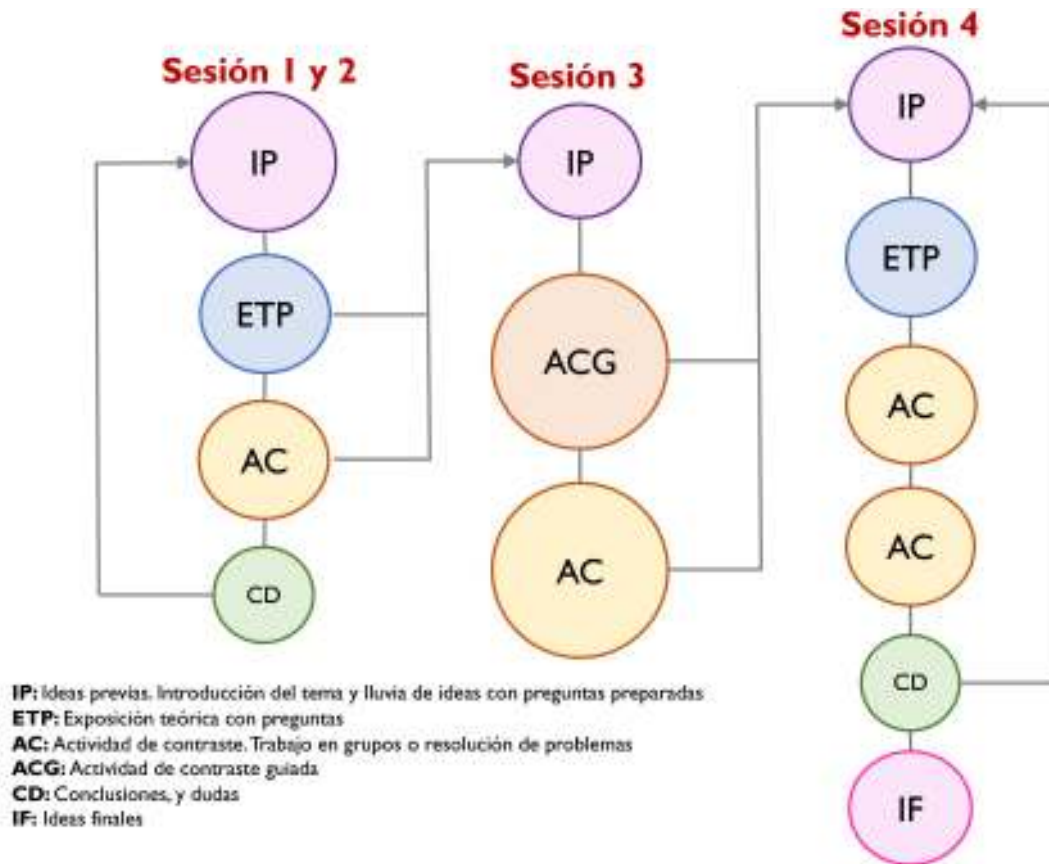 Sesión 1 y 2
IP
ETP
AC
CD
Sesión 3
IP
ACG
AC
Sesión 4
IP
ETP
AC
AC
CD
IF
IP: Ideas previas. Introducción del tema y lluvia de ideas con preguntas preparadas
ETP: Exposición teórica con preguntas
AC: Actividad de contraste. Trabajo en grupos o resolución de problemas
ACG: Actividad de contraste guiada
CD: Conclusiones, y dudas
IF: Ideas finales